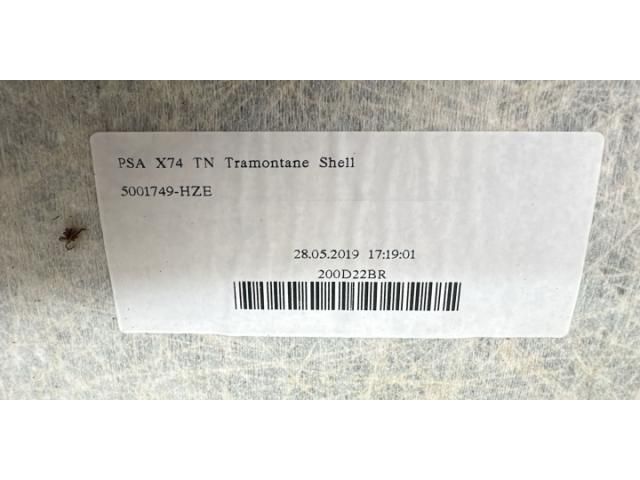 PSA X74 TN Tramontane Shell
5001749-HZE
28.05.2019 17:19:01
200D22BR